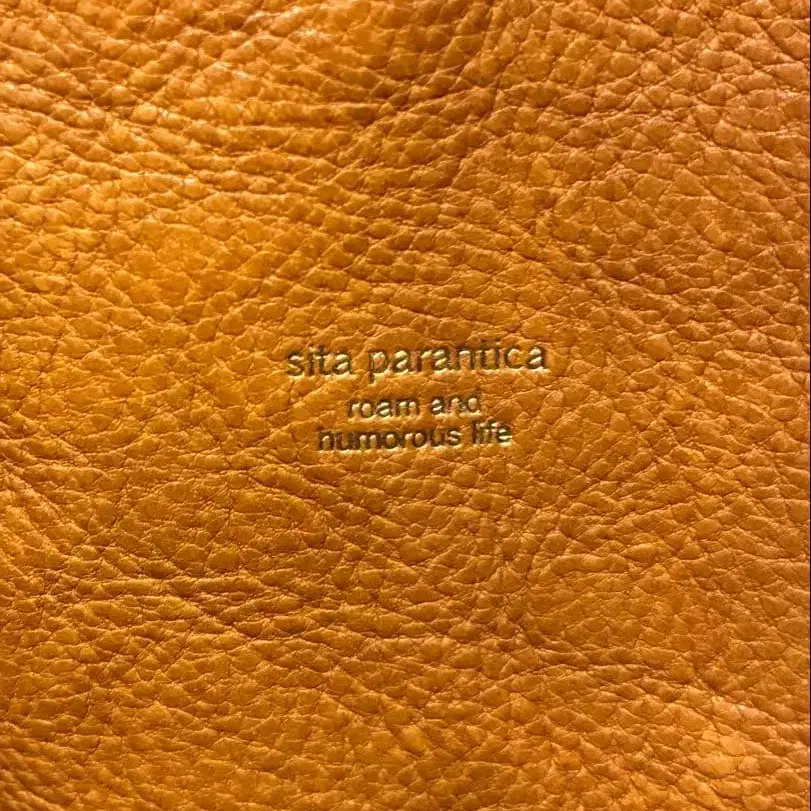 sita parantica
roam and
humorous life